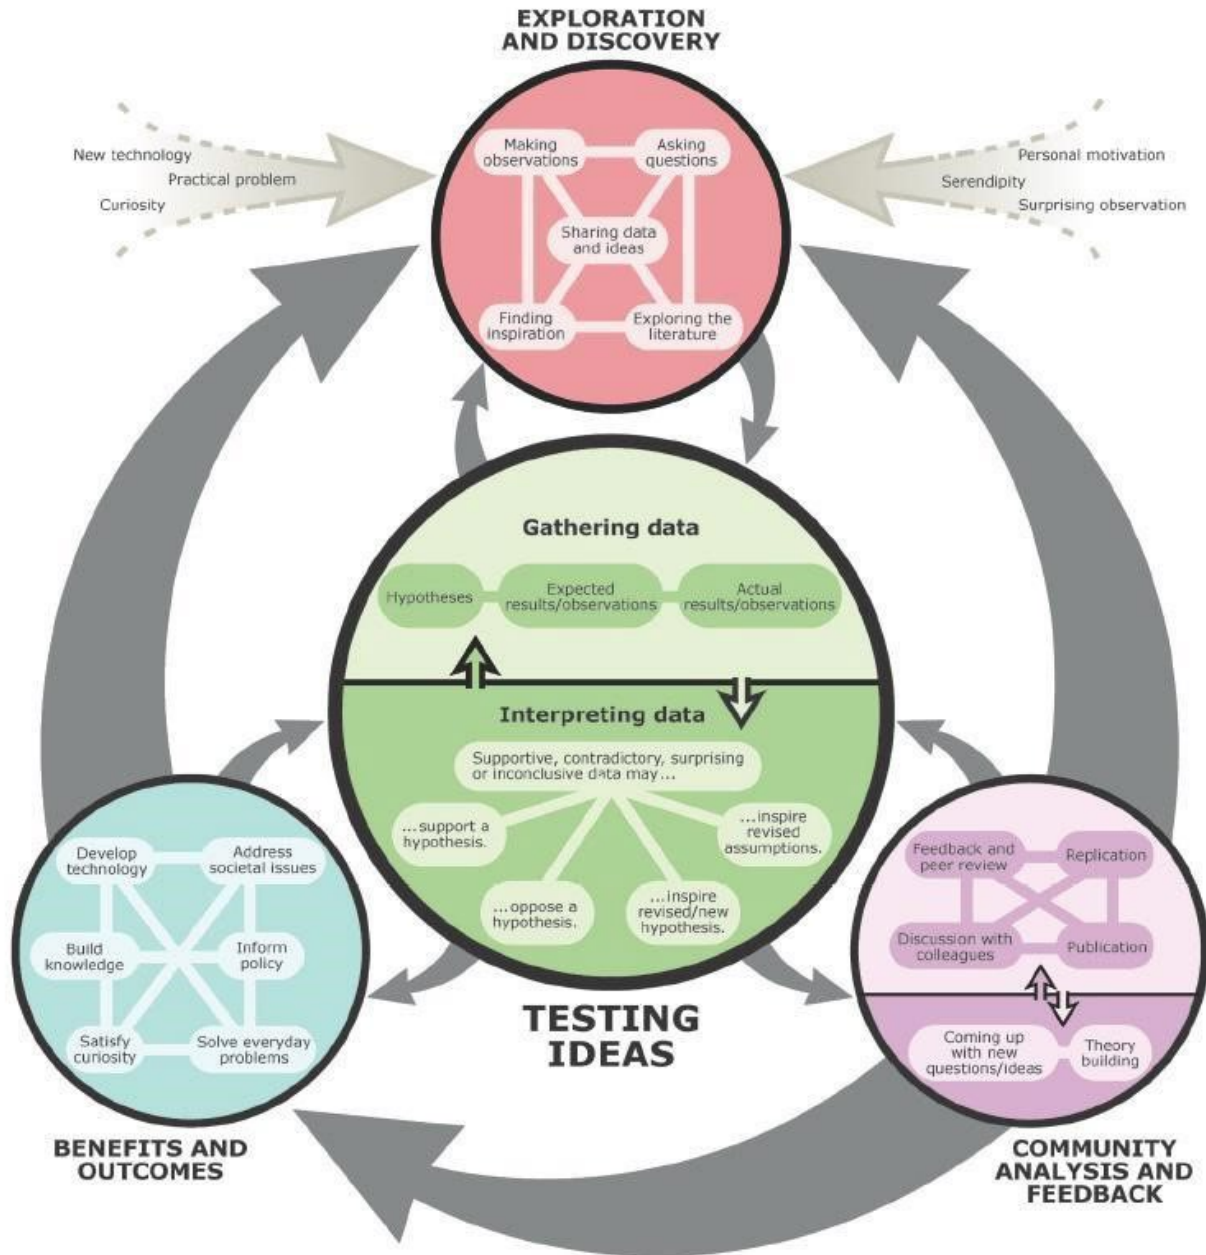 EXPLORATION
AND DISCOVERY
New technology
Practical problem
Curiosity
Personal motivation
Serendipity
Surprising observation
Making
observations
Asking
questions
Sharing data
and ideas
Finding
inspiration
Exploring the
literature
Gathering data
Hypotheses
Expected
results/observations
Actual
results/observations
Interpreting data
Supportive, contradictory, surprising
or inconclusive data may...
...support a
hypothesis.
...oppose a
hypothesis.
...inspire
revised/new
hypothesis.
...inspire
revised
assumptions.
TESTING
IDEAS
Develop
technology
Address
societal issues
Build
knowledge
Inform
policy
Satisfy
curiosity
Solve everyday
problems
BENEFITS AND
OUTCOMES
Feedback and
peer review
Replication
Discussion with
colleagues
Publication
Coming up
with new
questions/ideas
Theory
building
COMMUNITY
ANALYSIS AND
FEEDBACK